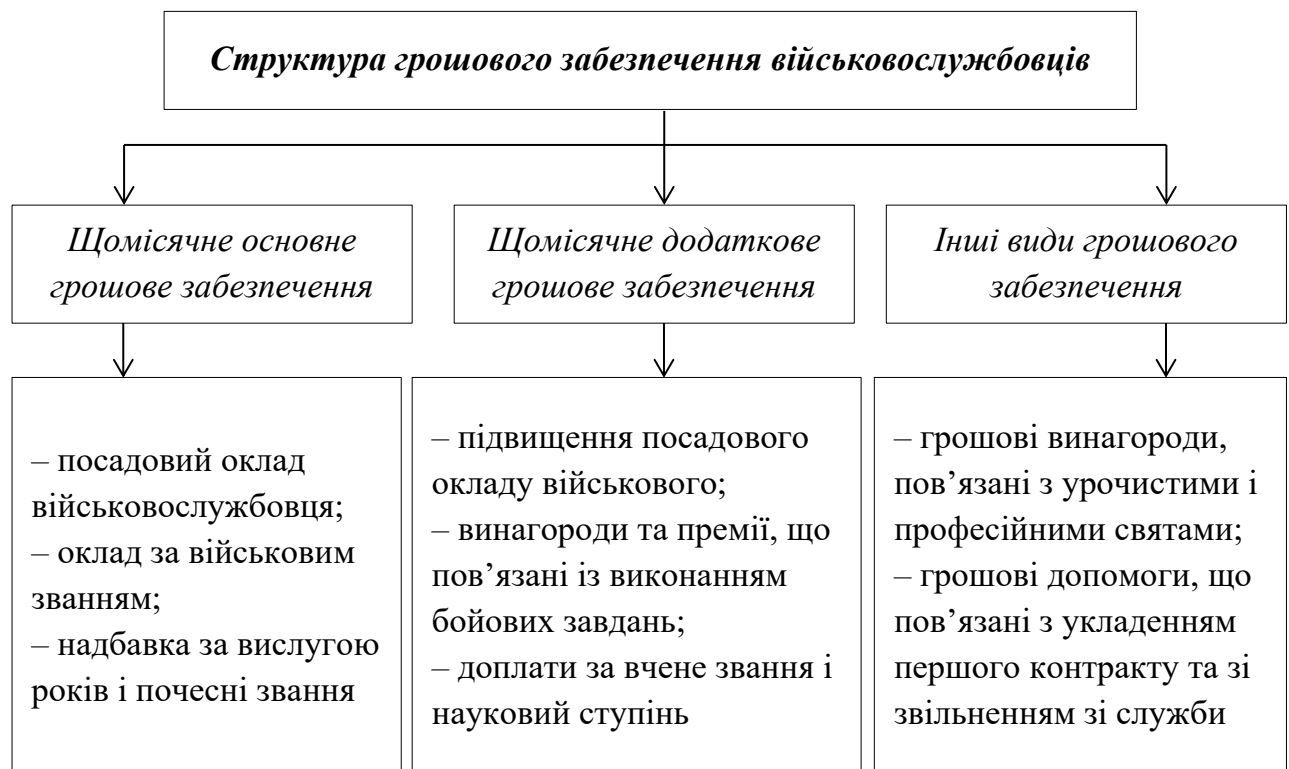 Структура грошового забезпечення військовослужбовців
Щомісячне основне
грошове забезпечення
Щомісячне додаткове
грошове забезпечення
Інші види грошового
забезпечення
– посадовий оклад
військовослужбовця;
– оклад за військовим
званням;
– надбавка за вислугою
років і почесні звання
– підвищення посадового
окладу військового;
– винагороди та премії, що
пов’язані із виконанням
бойових завдань;
– доплати за вчене звання і
науковий ступінь
– грошові винагороди,
пов’язані з урочистими і
професійними святами;
– грошові допомоги, що
пов’язані з укладенням
першого контракту та зі
звільненням зі служби